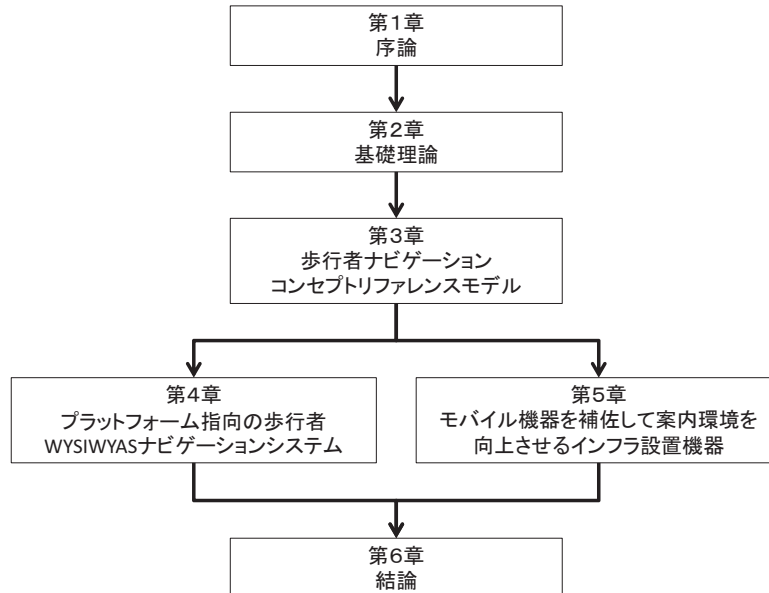 第１章
序論
第２章
基礎理論
第３章
歩行者ナビゲーション
コンセプトリファレンスモデル
第４章
プラットフォーム指向の歩行者
WYSIWYASナビゲーションシステム
第５章
モバイル機器を補佐して案内環境を
向上させるインフラ設置機器
第６章
結論